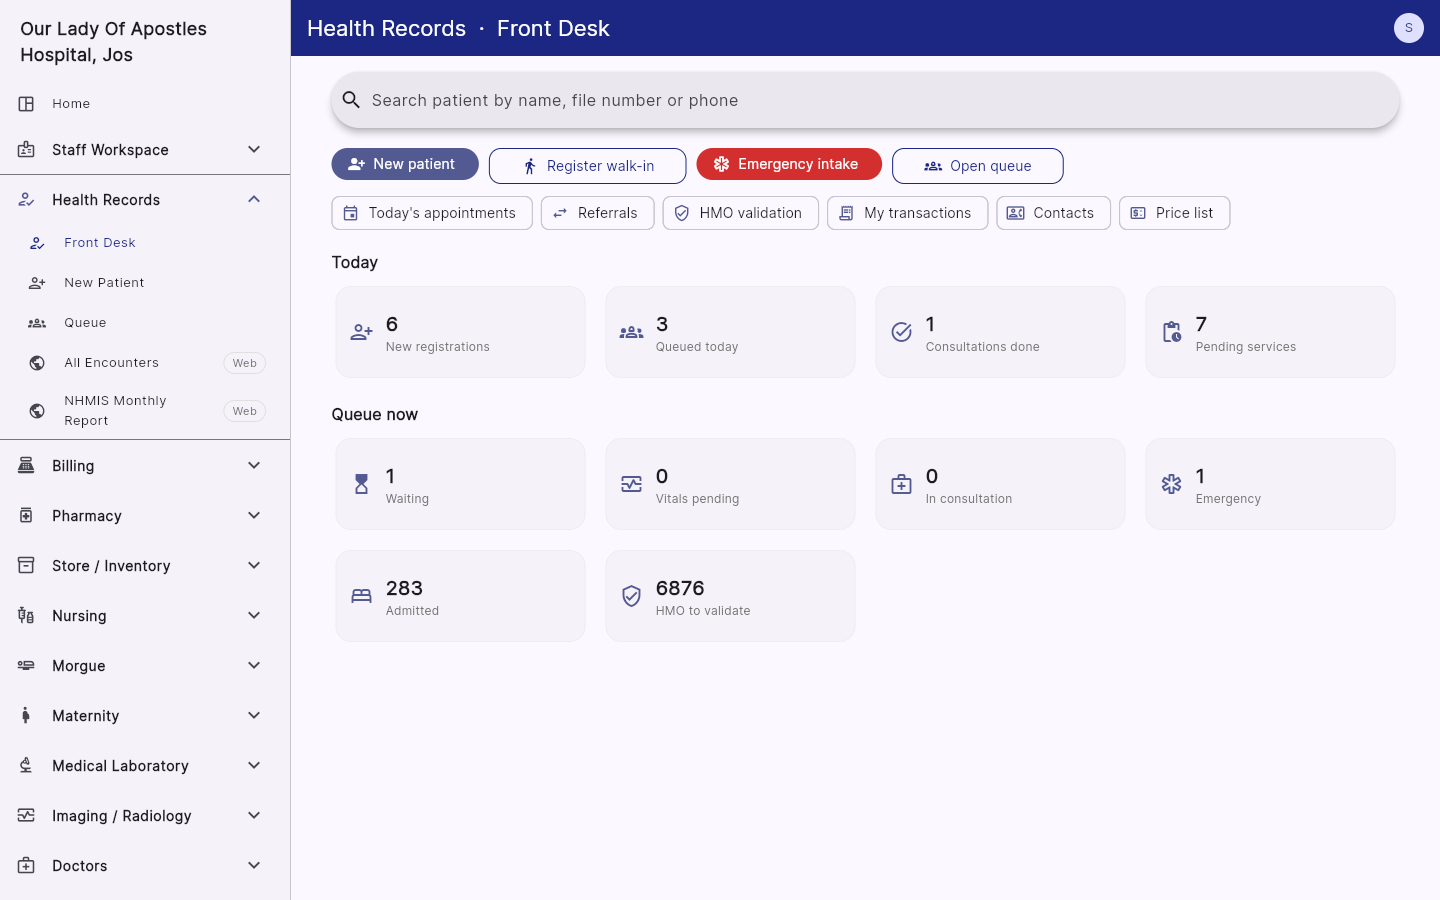 Our Lady Of Apostles
Hospital, Jos
Home
Staff Workspace
Health Records
Front Desk
New Patient
Queue
All Encounters
Web
NHMIS Monthly
Report
Web
Billing
Pharmacy
Store / Inventory
Nursing
Morgue
Maternity
Medical Laboratory
Imaging / Radiology
Doctors
Health Records · Front Desk
S
Search patient by name, file number or phone
New patient
Register walk-in
Emergency intake
Open queue
Today's appointments
Referrals
HMO validation
My transactions
Contacts
Price list
Today
6
New registrations
3
Queued today
1
Consultations done
7
Pending services
Queue now
1
Waiting
0
Vitals pending
0
In consultation
1
Emergency
283
Admitted
6876
HMO to validate